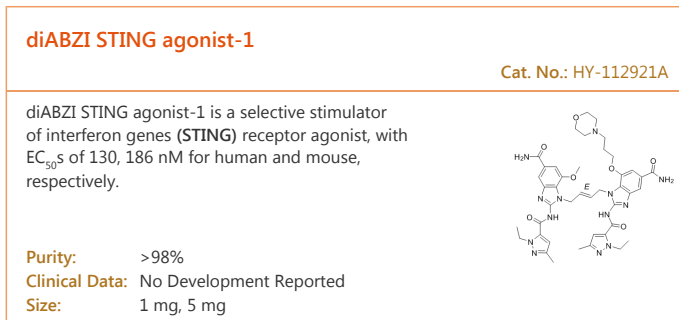 diABZI STING agonist-1
Cat. No.: HY-112921A
diABZI STING agonist-1 is a selective stimulator
of interferon genes (STING) receptor agonist, with
EC50s of 130, 186 nM for human and mouse,
respectively.
Purity: >98%
Clinical Data: No Development Reported
Size: 1 mg, 5 mg
O
N
O
H2N
O
O
O
NH2
N
N
E
N
N
NH
HN
O
O
N
N
N
N